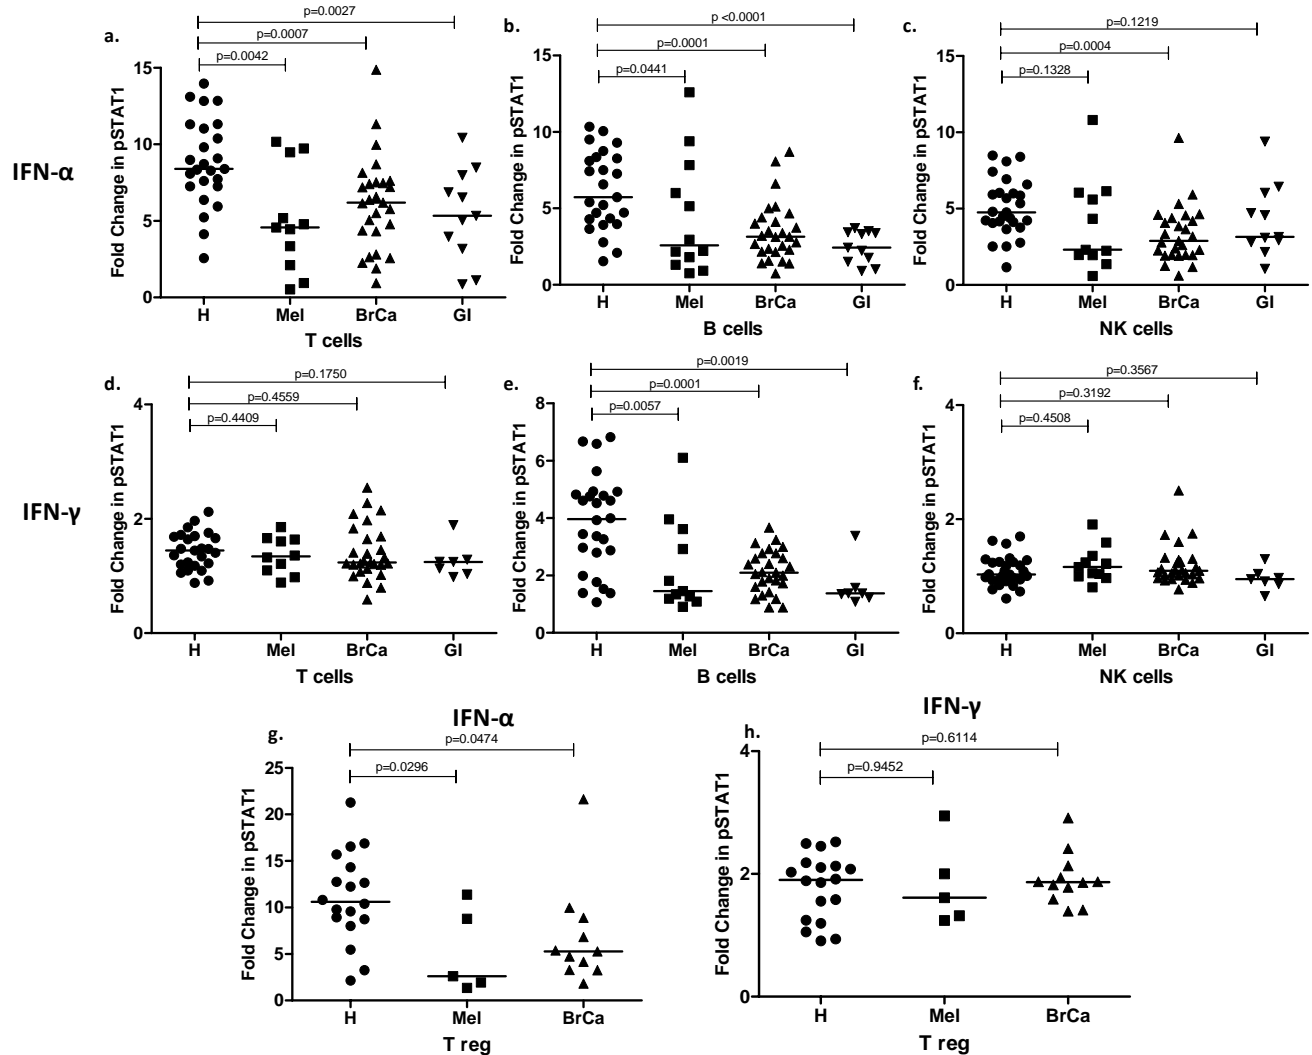 p=0.0027
a.
p=0.0007
p=0.0042
Fold Change in pSTAT1
15
10
5
0
H Mel BrCa GI
T cells
p <0.0001
b.
p=0.0001
p=0.0441
Fold Change in pSTAT1
15
10
5
0
H Mel BrCa GI
B cells
c.
p=0.1219
p=0.0004
p=0.1328
Fold Change in pSTAT1
15
10
5
0
H Mel BrCa GI
NK cells
IFN-α
d.
p=0.1750
p=0.4559
p=0.4409
Fold Change in pSTAT1
4
2
0
H Mel BrCa GI
T cells
p=0.0019
e.
p=0.0001
p=0.0057
Fold Change in pSTAT1
8
6
4
2
0
H Mel BrCa GI
B cells
p=0.3567
f.
p=0.3192
p=0.4508
Fold Change in pSTAT1
4
2
0
H Mel BrCa GI
NK cells
IFN-γ
IFN-α
g.
p=0.0474
p=0.0296
Fold Change in pSTAT1
25
20
15
10
5
0
H Mel BrCa
T reg
IFN-γ
h.
p=0.6114
p=0.9452
Fold Change in pSTAT1
4
2
0
H Mel BrCa
T reg